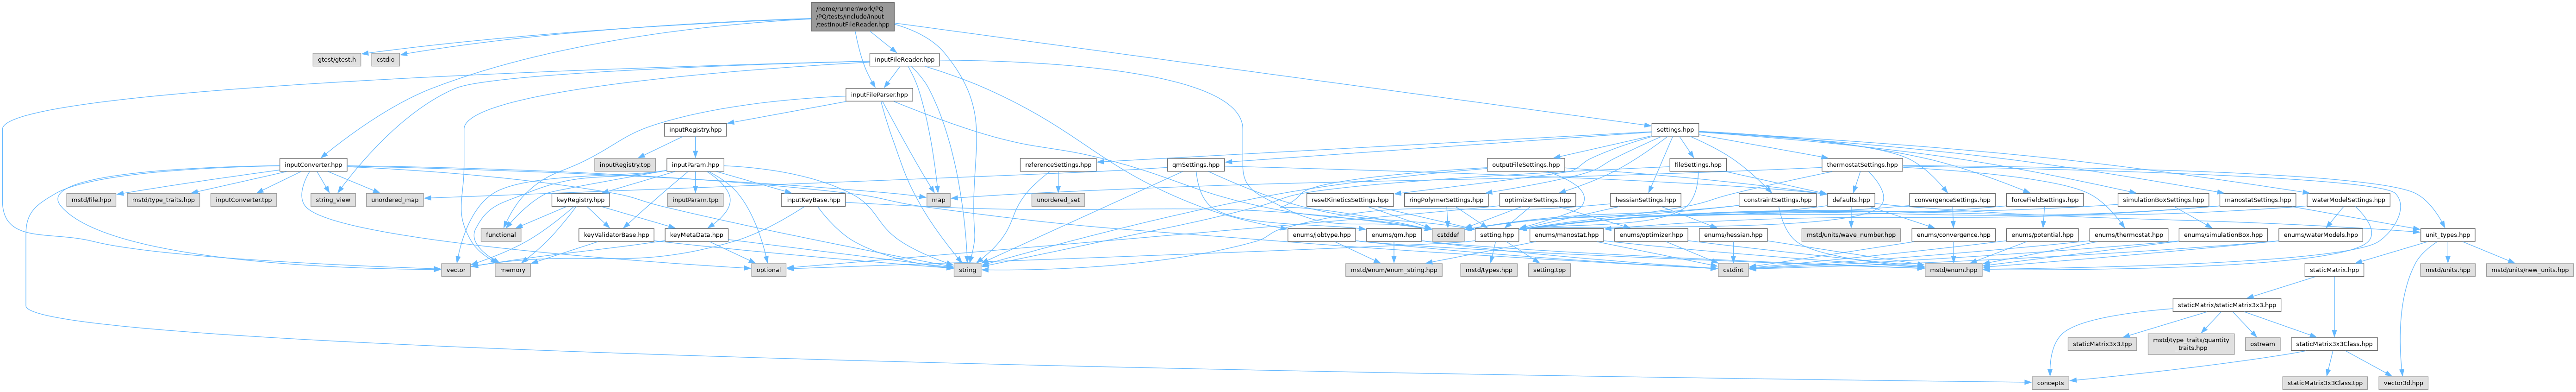 /home/runner/work/PQ
/PQ/tests/include/input
/testInputFileReader.hpp
gtest/gtest.h
cstdio
inputFileReader.hpp
inputFileParser.hpp
inputRegistry.hpp
settings.hpp
inputConverter.hpp
inputRegistry.tpp
inputParam.hpp
referenceSettings.hpp
qmSettings.hpp
outputFileSettings.hpp
fileSettings.hpp
thermostatSettings.hpp
mstd/file.hpp
mstd/type_traits.hpp
inputConverter.tpp
string_view
unordered_map
keyRegistry.hpp
inputParam.tpp
inputKeyBase.hpp
map
unordered_set
resetKineticsSettings.hpp
ringPolymerSettings.hpp
optimizerSettings.hpp
hessianSettings.hpp
constraintSettings.hpp
defaults.hpp
convergenceSettings.hpp
forceFieldSettings.hpp
simulationBoxSettings.hpp
manostatSettings.hpp
waterModelSettings.hpp
functional
keyValidatorBase.hpp
keyMetaData.hpp
enums/jobtype.hpp
enums/qm.hpp
cstddef
setting.hpp
enums/manostat.hpp
enums/optimizer.hpp
enums/hessian.hpp
mstd/units/wave_number.hpp
enums/convergence.hpp
enums/potential.hpp
enums/thermostat.hpp
enums/simulationBox.hpp
enums/waterModels.hpp
unit_types.hpp
vector
memory
optional
string
mstd/enum/enum_string.hpp
mstd/types.hpp
setting.tpp
cstdint
mstd/enum.hpp
staticMatrix.hpp
mstd/units.hpp
mstd/units/new_units.hpp
staticMatrix/staticMatrix3x3.hpp
staticMatrix3x3.tpp
mstd/type_traits/quantity
_traits.hpp
ostream
staticMatrix3x3Class.hpp
concepts
staticMatrix3x3Class.tpp
vector3d.hpp